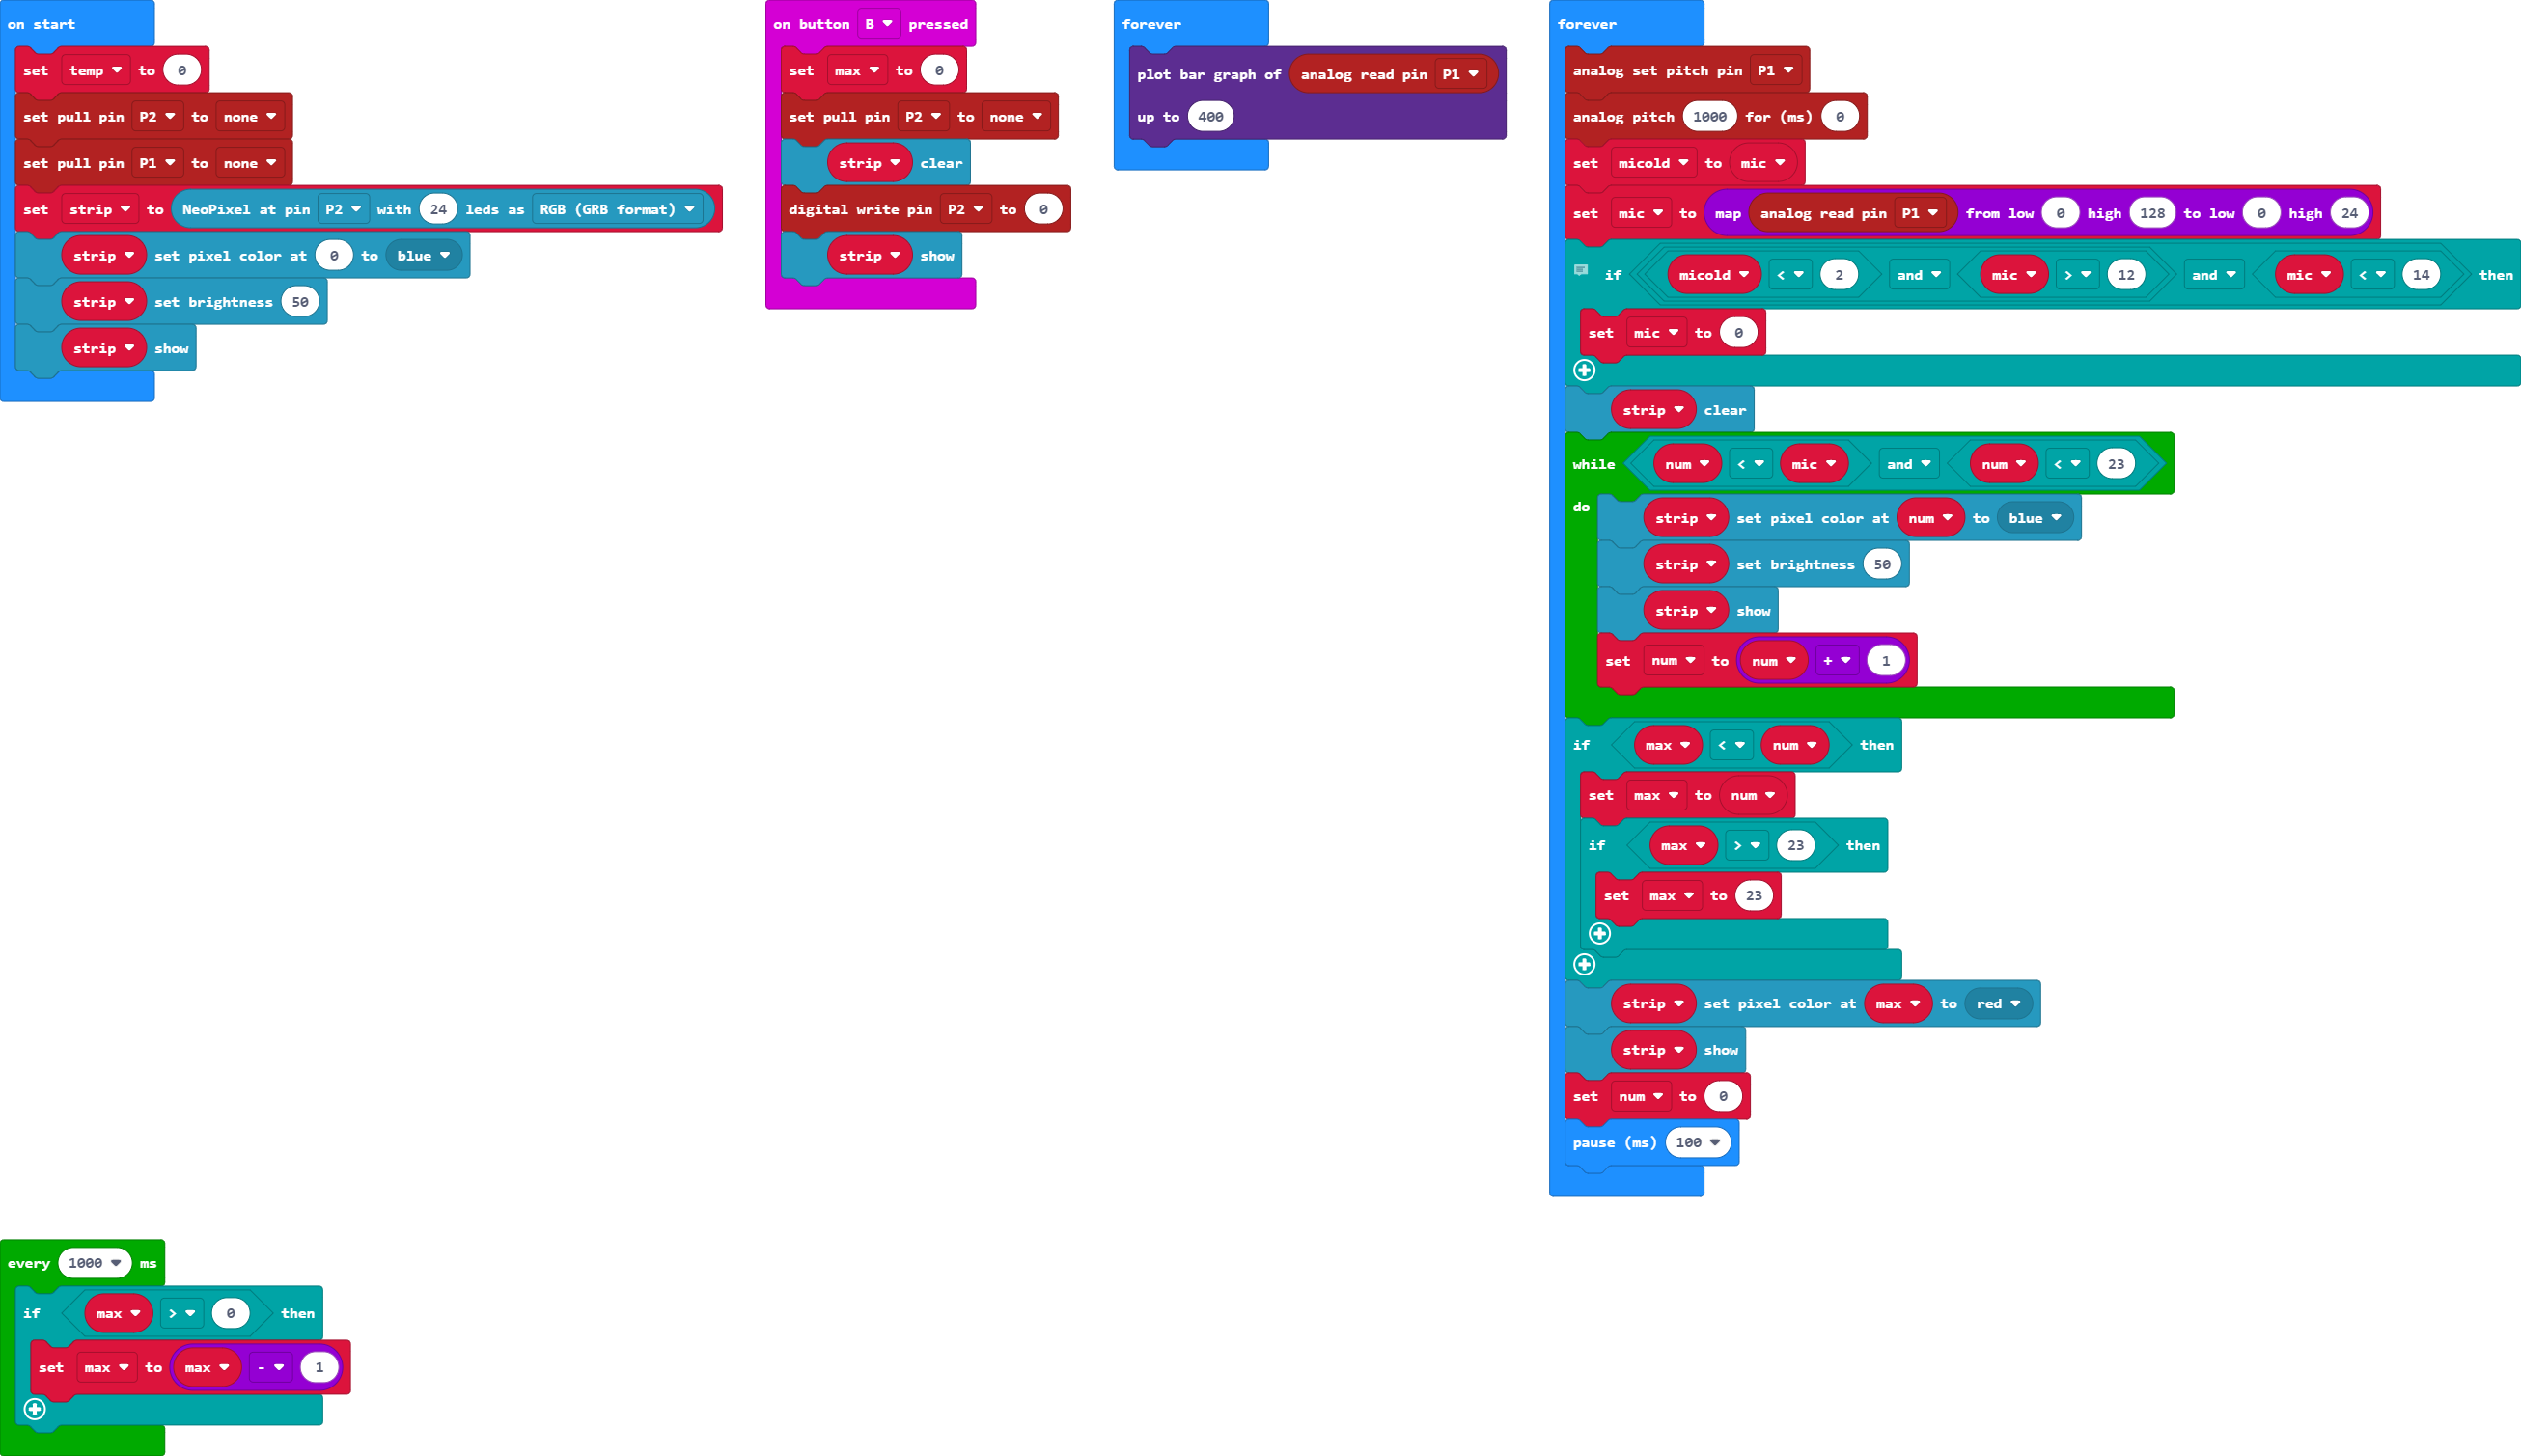 on start
set temp to 0
set pull pin P2 to none
set pull pin P1 to none
set strip to NeoPixel at pin P2 with 24 leds as RGB (GRB format)
strip set pixel color at 0 to blue
strip set brightness 50
strip show
on button B pressed
set max to 0
set pull pin P2 to none
strip clear
digital write pin P2 to 0
strip show
forever
plot bar graph of analog read pin P1
up to 400
forever
analog set pitch pin P1
analog pitch 1000 for (ms) 0
set micold to mic
set mic to map analog read pin P1 from low 0 high 128 to low 0 high 24
if micold < 2 and mic > 12 and mic < 14 then
set mic to 0
strip clear
while num < mic and num < 23
do
strip set pixel color at num to blue
strip set brightness 50
strip show
set num to num + 1
if max < num then
set max to num
if max > 23 then
set max to 23
strip set pixel color at max to red
strip show
set num to 0
pause (ms) 100
every 1000 ms
if max > 0 then
set max to max - 1